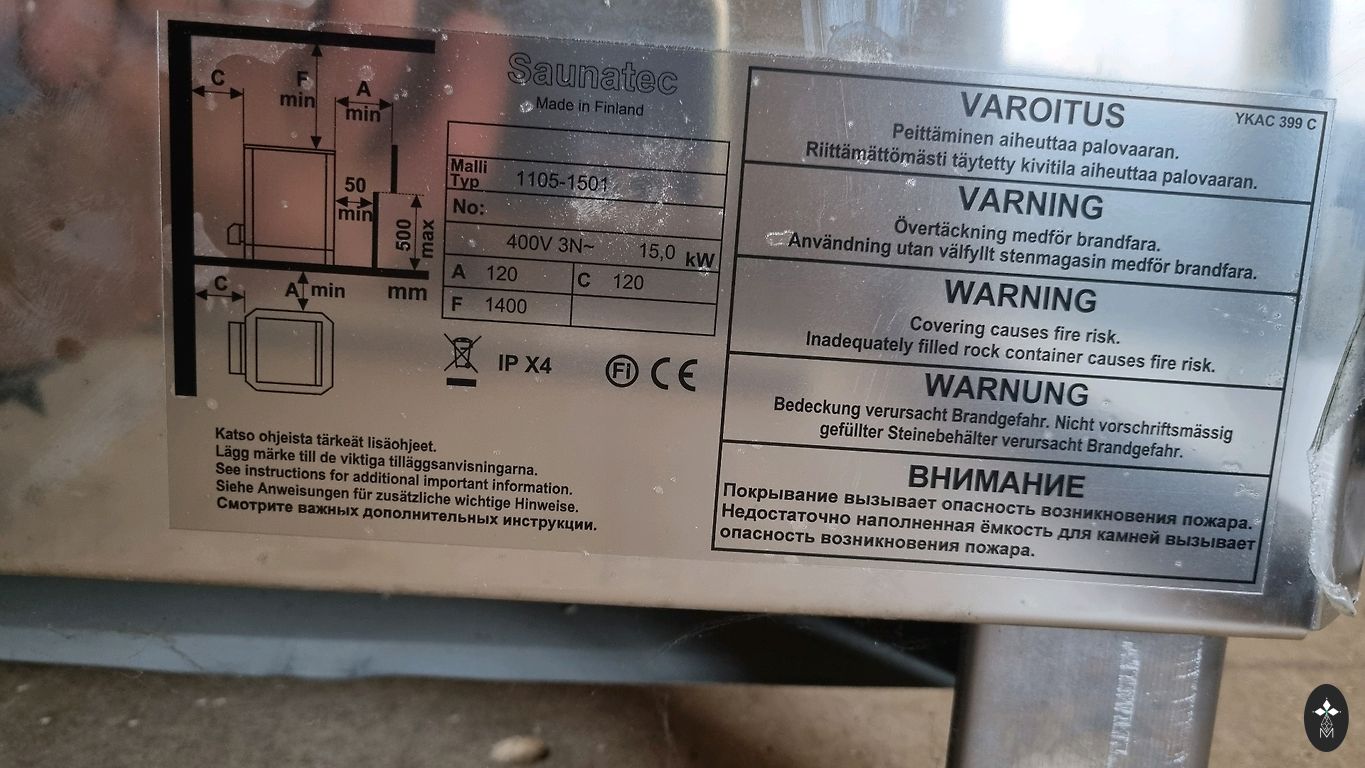 C
F
min
A
min
50
min
500
max
C
A min
mm
Saunatec
Made in Finland
Malli
Typ 1105-1501
No:
400V 3N~ 15,0 kW
A 120 C 120
F 1400
IP X4
Fi CE
Katso ohjeista tärkeät lisäohjeet.
Lägg märke till de viktiga tilläggsanvisningarna.
See instructions for additional important information.
Siehe Anweisungen für zusätzliche wichtige Hinweise.
Смотрите важных дополнительных инструкции.
VAROITUS
YKAC 399 C
Peittäminen aiheuttaa palovaaran.
Riittämättömästi täytetty kivitila aiheuttaa palovaaran.
VARNING
Övertäckning medför brandfara.
Användning utan välfyllt stenmagasin medför brandfara.
WARNING
Covering causes fire risk.
Inadequately filled rock container causes fire risk.
WARNUNG
Bedeckung verursacht Brandgefahr. Nicht vorschriftsmässig
gefüllter Steinebehälter verursacht Brandgefahr.
ВНИМАНИЕ
Покрывание вызывает опасность возникновения пожара.
Недостаточно наполненная ёмкость для камней вызывает
опасность возникновения пожара.
M